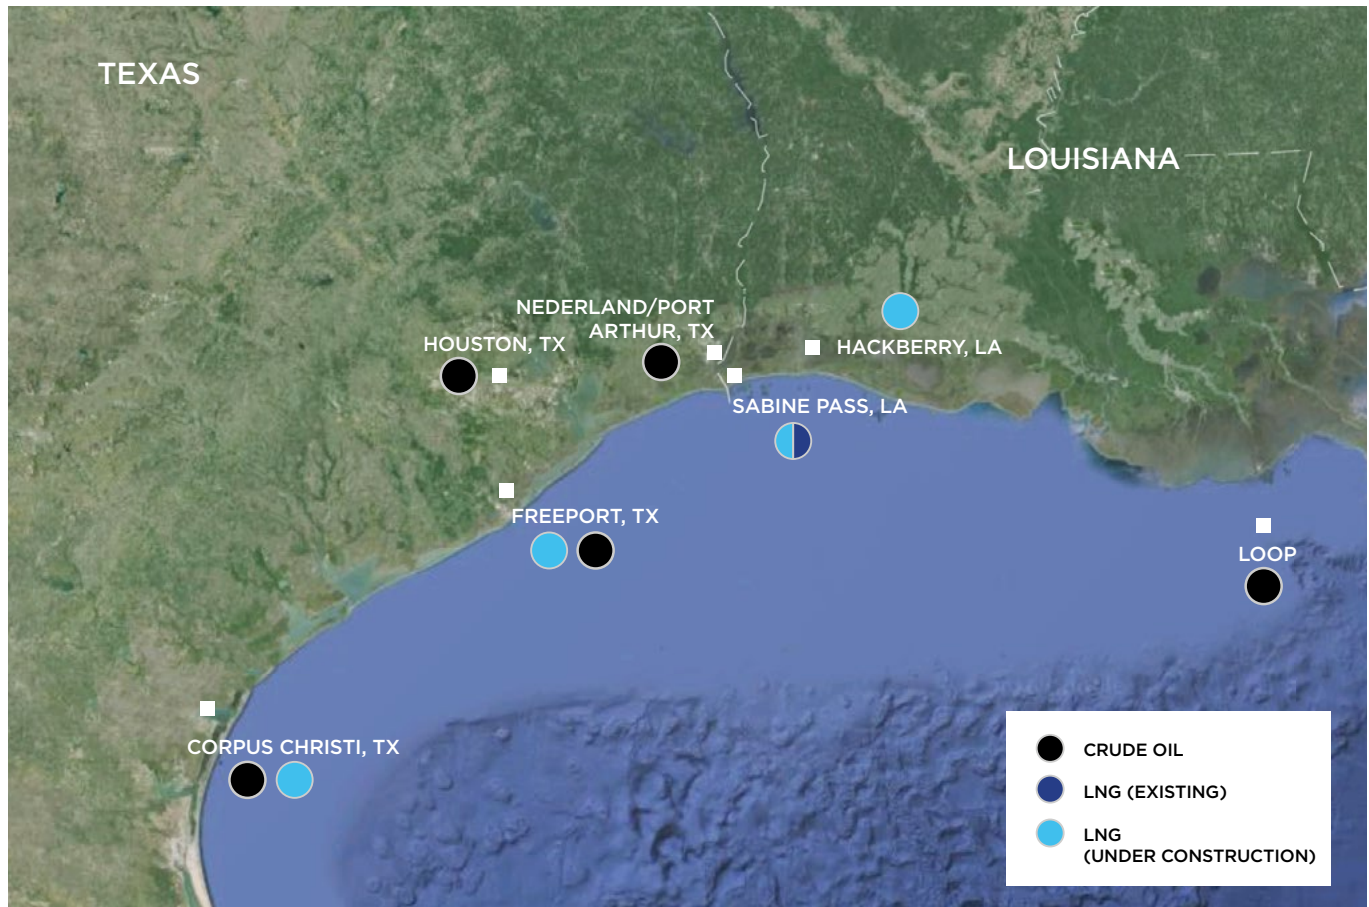 TEXAS
LOUISIANA
NEDERLAND/PORT
ARTHUR, TX
HOUSTON, TX
HACKBERRY, LA
SABINE PASS, LA
FREEPORT, TX
LOOP
CORPUS CHRISTI, TX
CRUDE OIL
LNG (EXISTING)
LNG
(UNDER CONSTRUCTION)